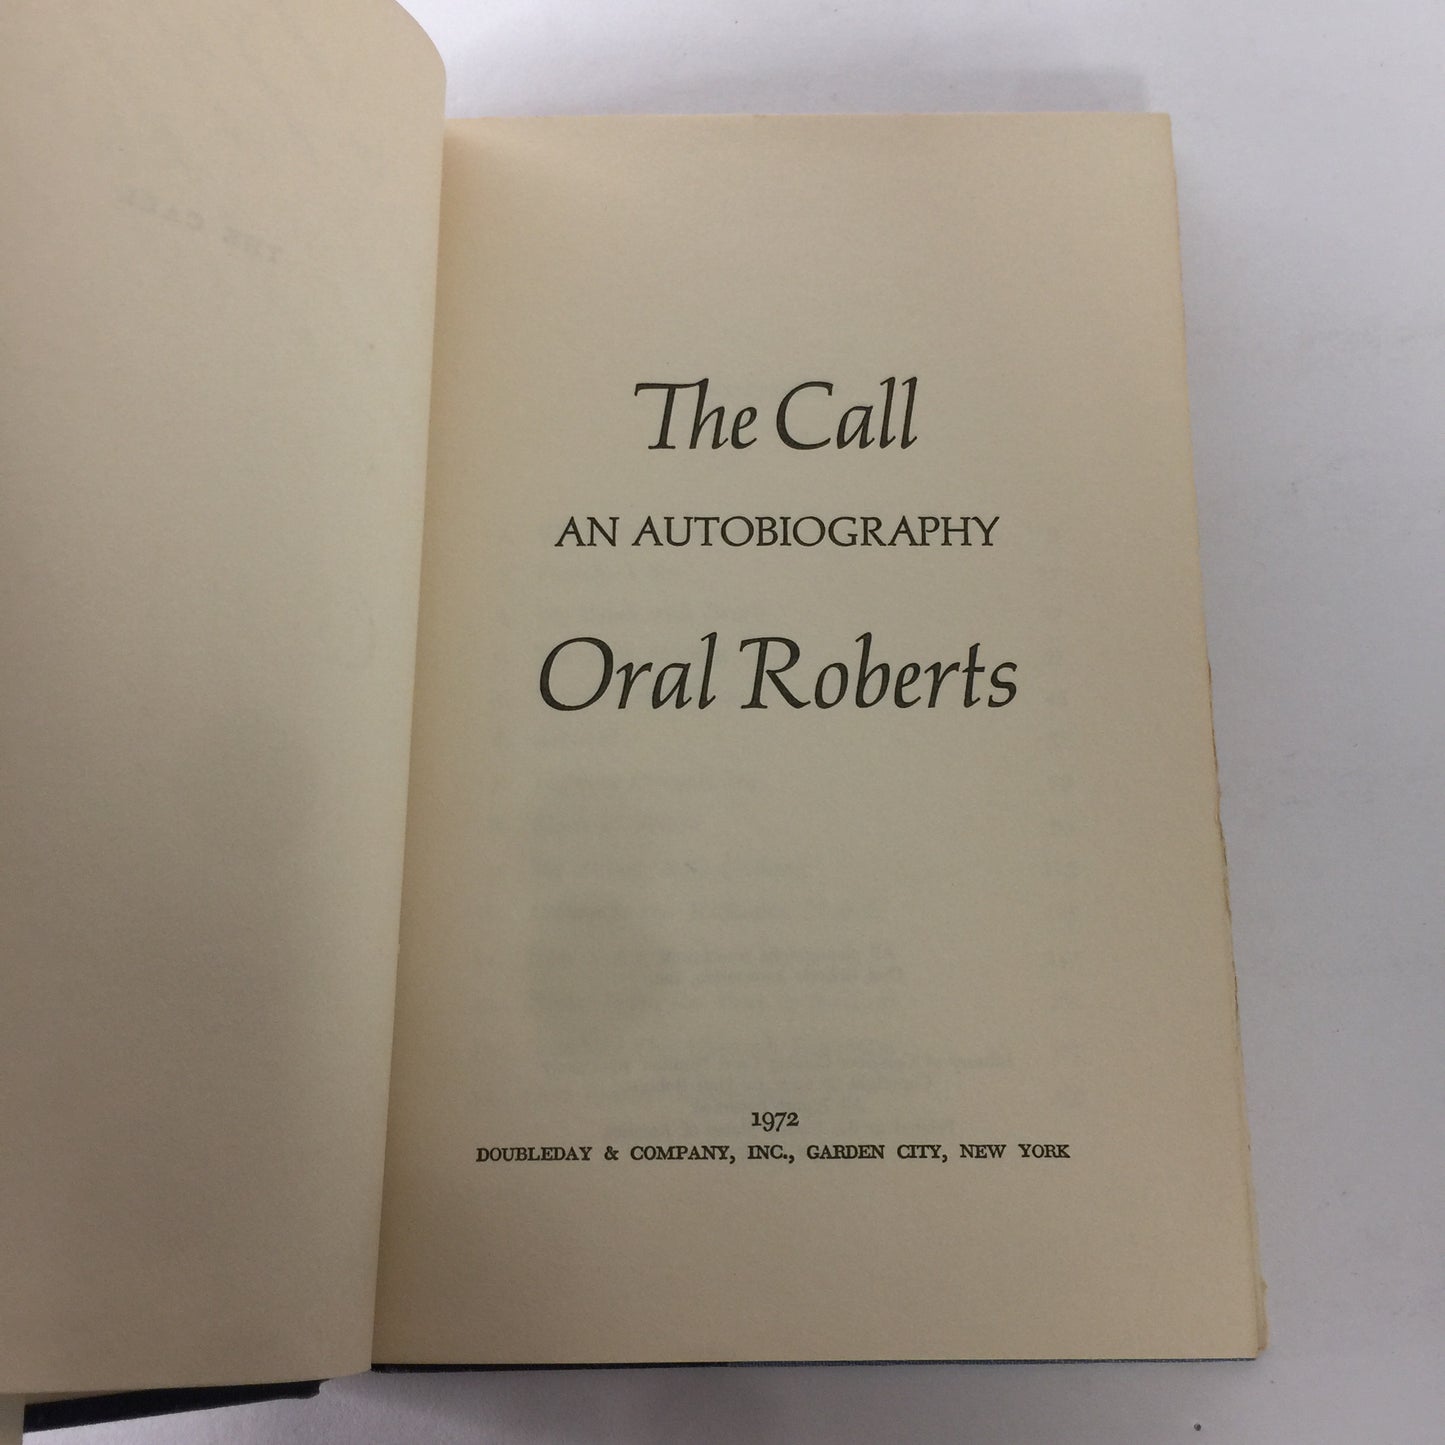 The Call
AN AUTOBIOGRAPHY
Oral Roberts
1972
DOUBLEDAY & COMPANY, INC., GARDEN CITY, NEW YORK